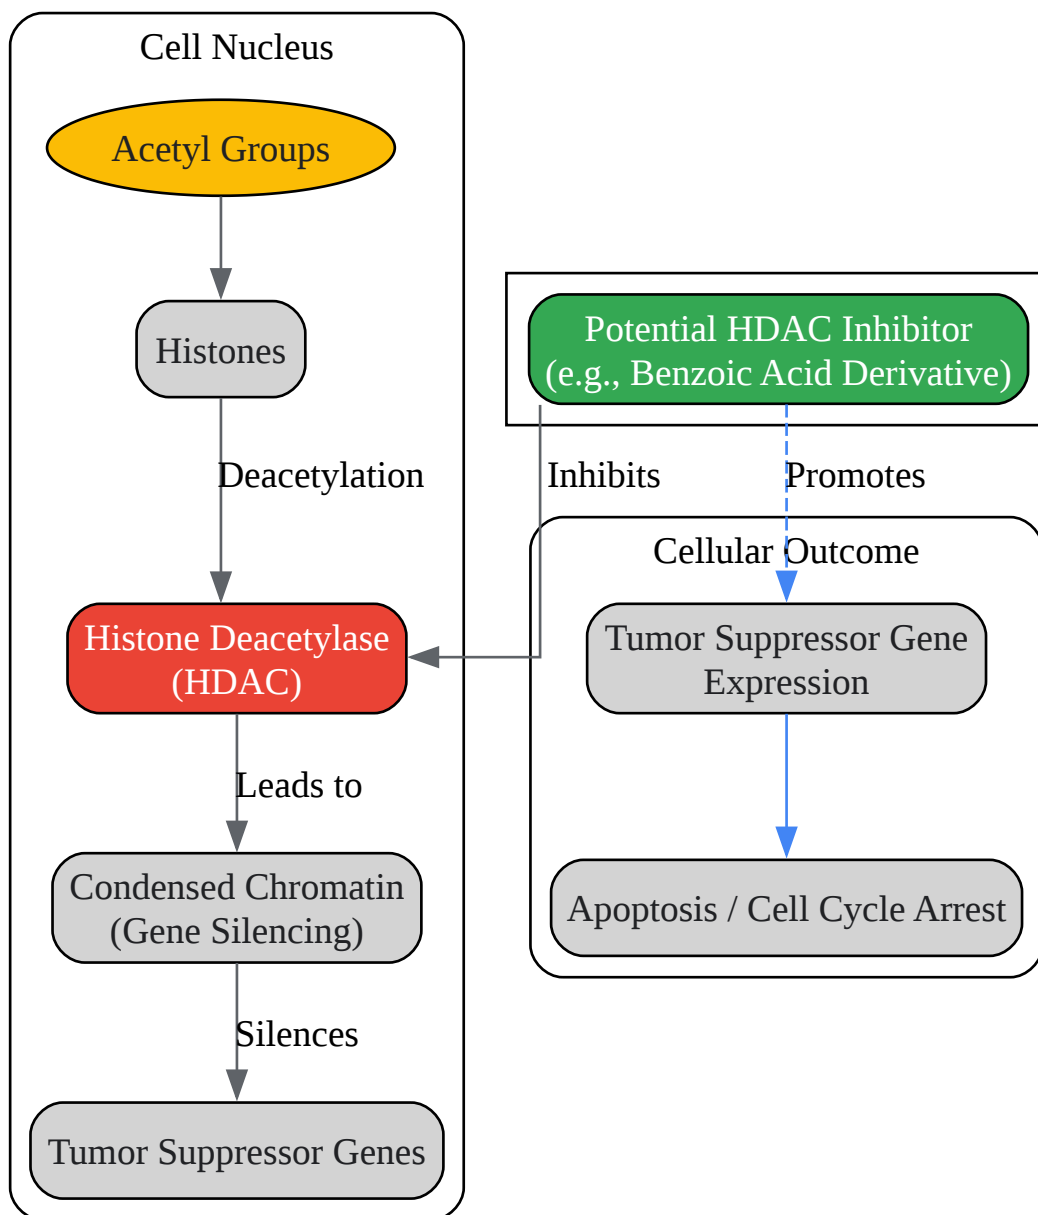 Cell Nucleus
Acetyl Groups
Histones
Deacetylation
Histone Deacetylase
(HDAC)
Leads to
Condensed Chromatin
(Gene Silencing)
Silences
Tumor Suppressor Genes
Potential HDAC Inhibitor
(e.g., Benzoic Acid Derivative)
Inhibits
Promotes
Cellular Outcome
Tumor Suppressor Gene
Expression
Apoptosis / Cell Cycle Arrest